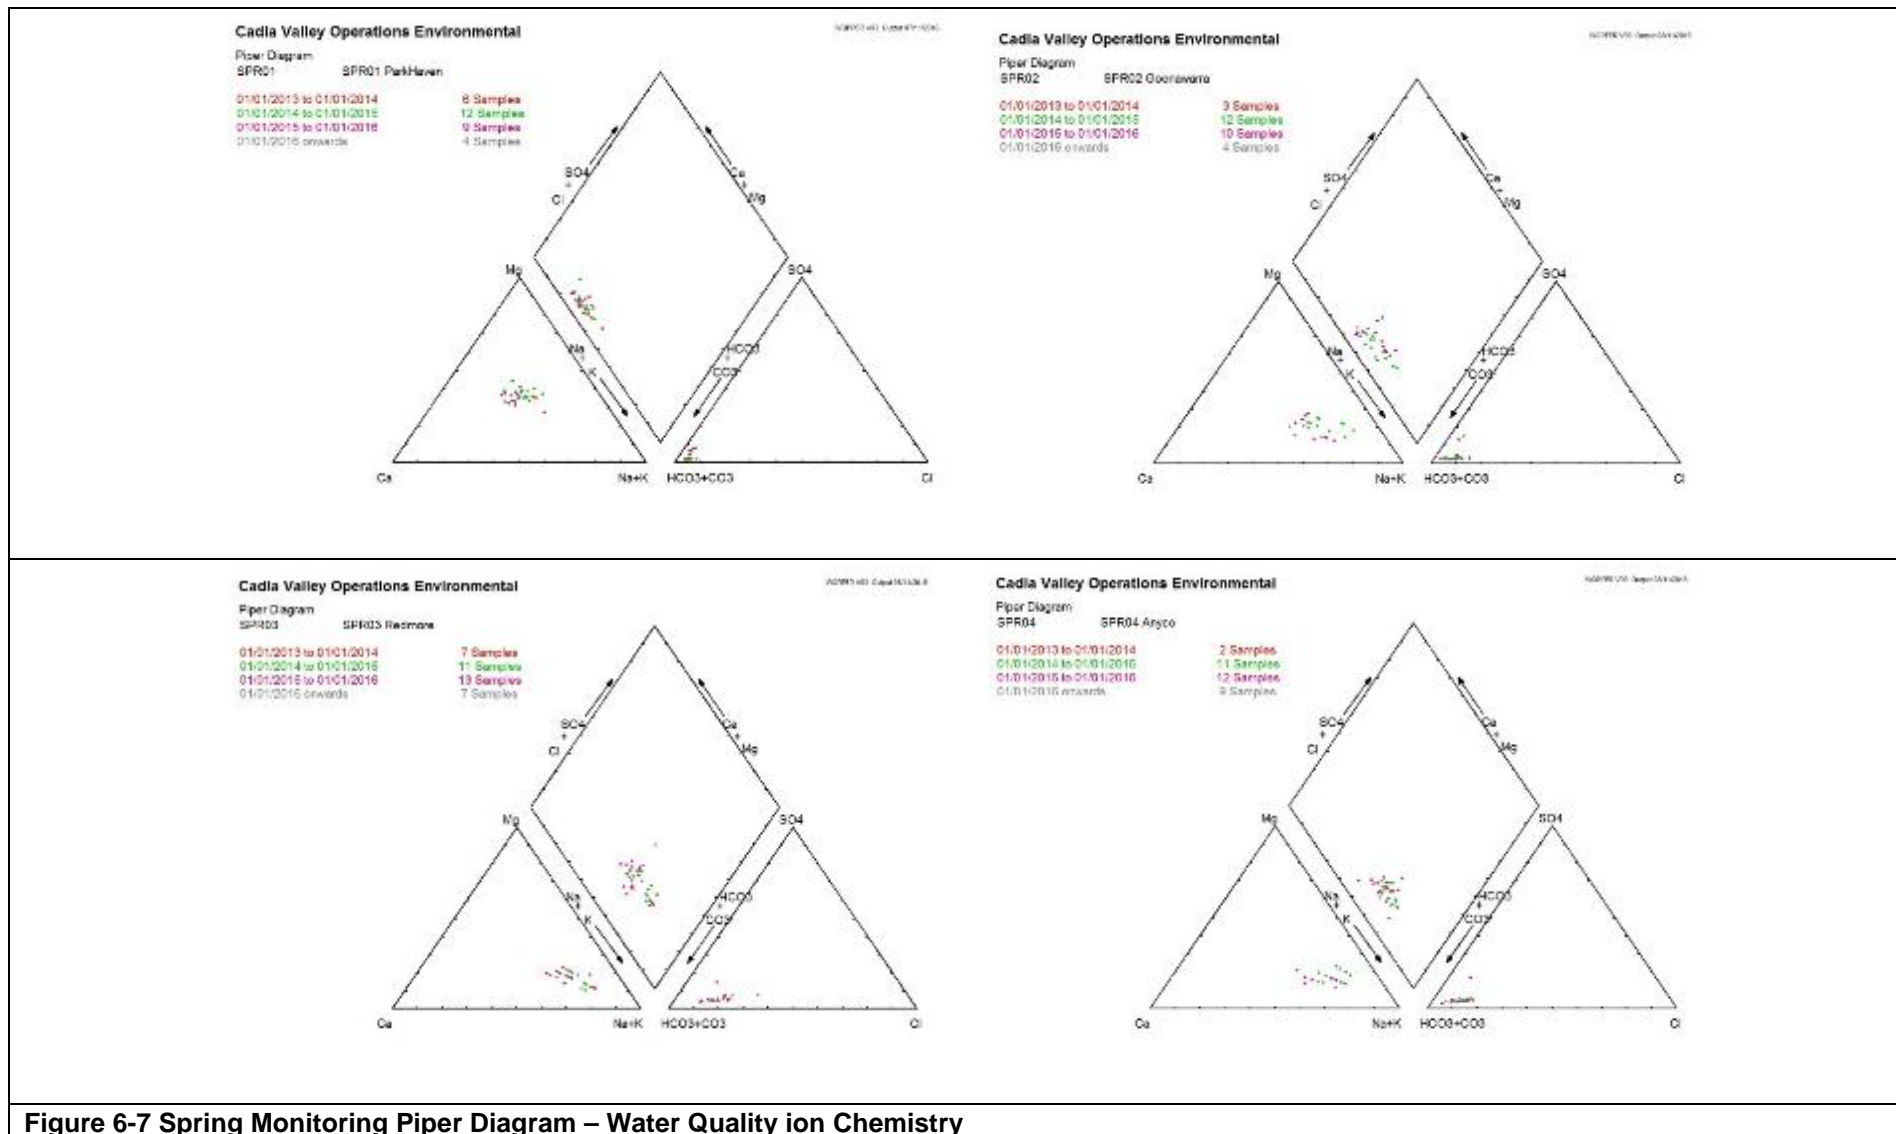 Cadia Valley Operations Environmental
Piper Diagram
SPR01 SPR01 ParkHaven
01/01/2013 to 01/01/2014 6 Samples
01/01/2014 to 01/01/2015 12 Samples
01/01/2015 to 01/01/2016 9 Samples
01/01/2016 onwards 4 Samples
SO4
+
Cl
Ca
+
Mg
Mg
SO4
Na
+
K
HCO3
+
CO3
Ca
Na+K
HCO3+CO3
Cl
Cadia Valley Operations Environmental
Piper Diagram
SPR02 SPR02 Goonawarra
01/01/2013 to 01/01/2014 3 Samples
01/01/2014 to 01/01/2015 12 Samples
01/01/2015 to 01/01/2016 10 Samples
01/01/2016 onwards 4 Samples
SO4
+
Cl
Ca
+
Mg
Mg
SO4
Na
+
K
HCO3
+
CO3
Ca
Na+K
HCO3+CO3
Cl
Cadia Valley Operations Environmental
Piper Diagram
SPR03 SPR03 Redmore
01/01/2013 to 01/01/2014 7 Samples
01/01/2014 to 01/01/2015 11 Samples
01/01/2015 to 01/01/2016 13 Samples
01/01/2016 onwards 7 Samples
SO4
+
Cl
Ca
+
Mg
Mg
SO4
Na
+
K
HCO3
+
CO3
Ca
Na+K
HCO3+CO3
Cl
Cadia Valley Operations Environmental
Piper Diagram
SPR04 SPR04 Anyco
01/01/2013 to 01/01/2014 2 Samples
01/01/2014 to 01/01/2015 11 Samples
01/01/2015 to 01/01/2016 12 Samples
01/01/2016 onwards 9 Samples
SO4
+
Cl
Ca
+
Mg
Mg
SO4
Na
+
K
HCO3
+
CO3
Ca
Na+K
HCO3+CO3
Cl
Figure 6-7 Spring Monitoring Piper Diagram – Water Quality ion Chemistry